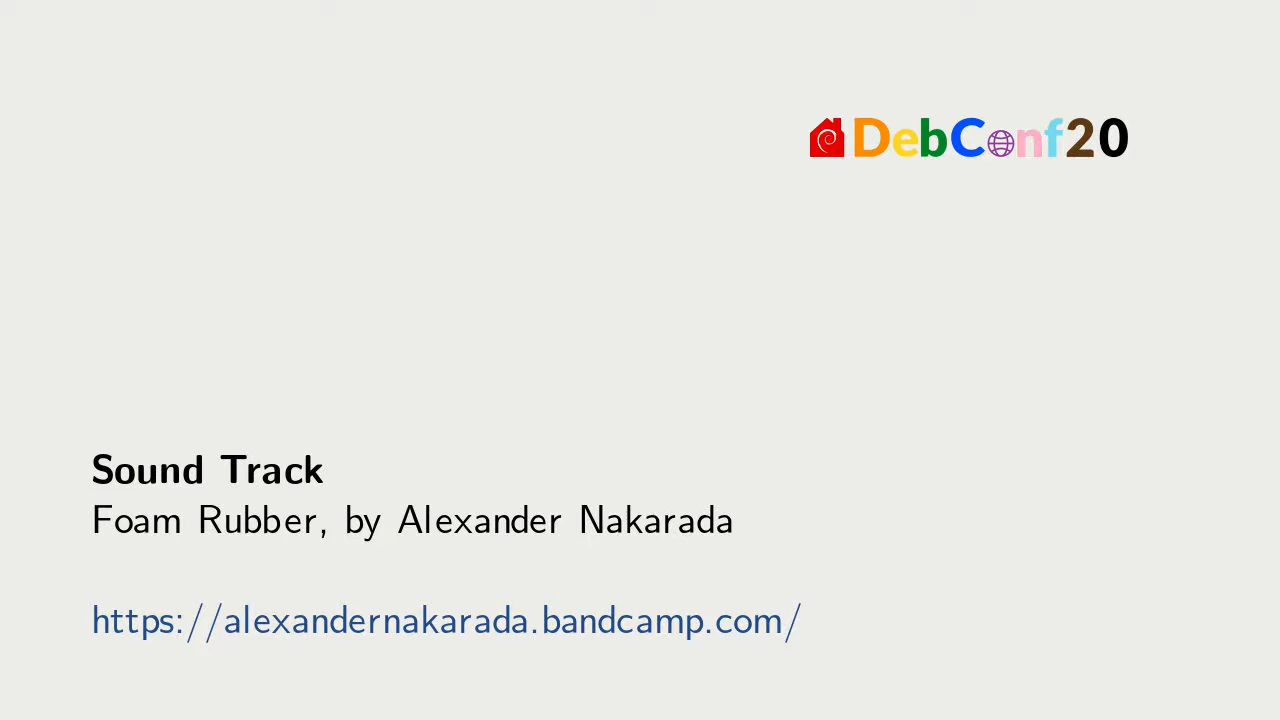 DebConf20
Sound Track
Foam Rubber, by Alexander Nakarada
https://alexandernakarada.bandcamp.com/